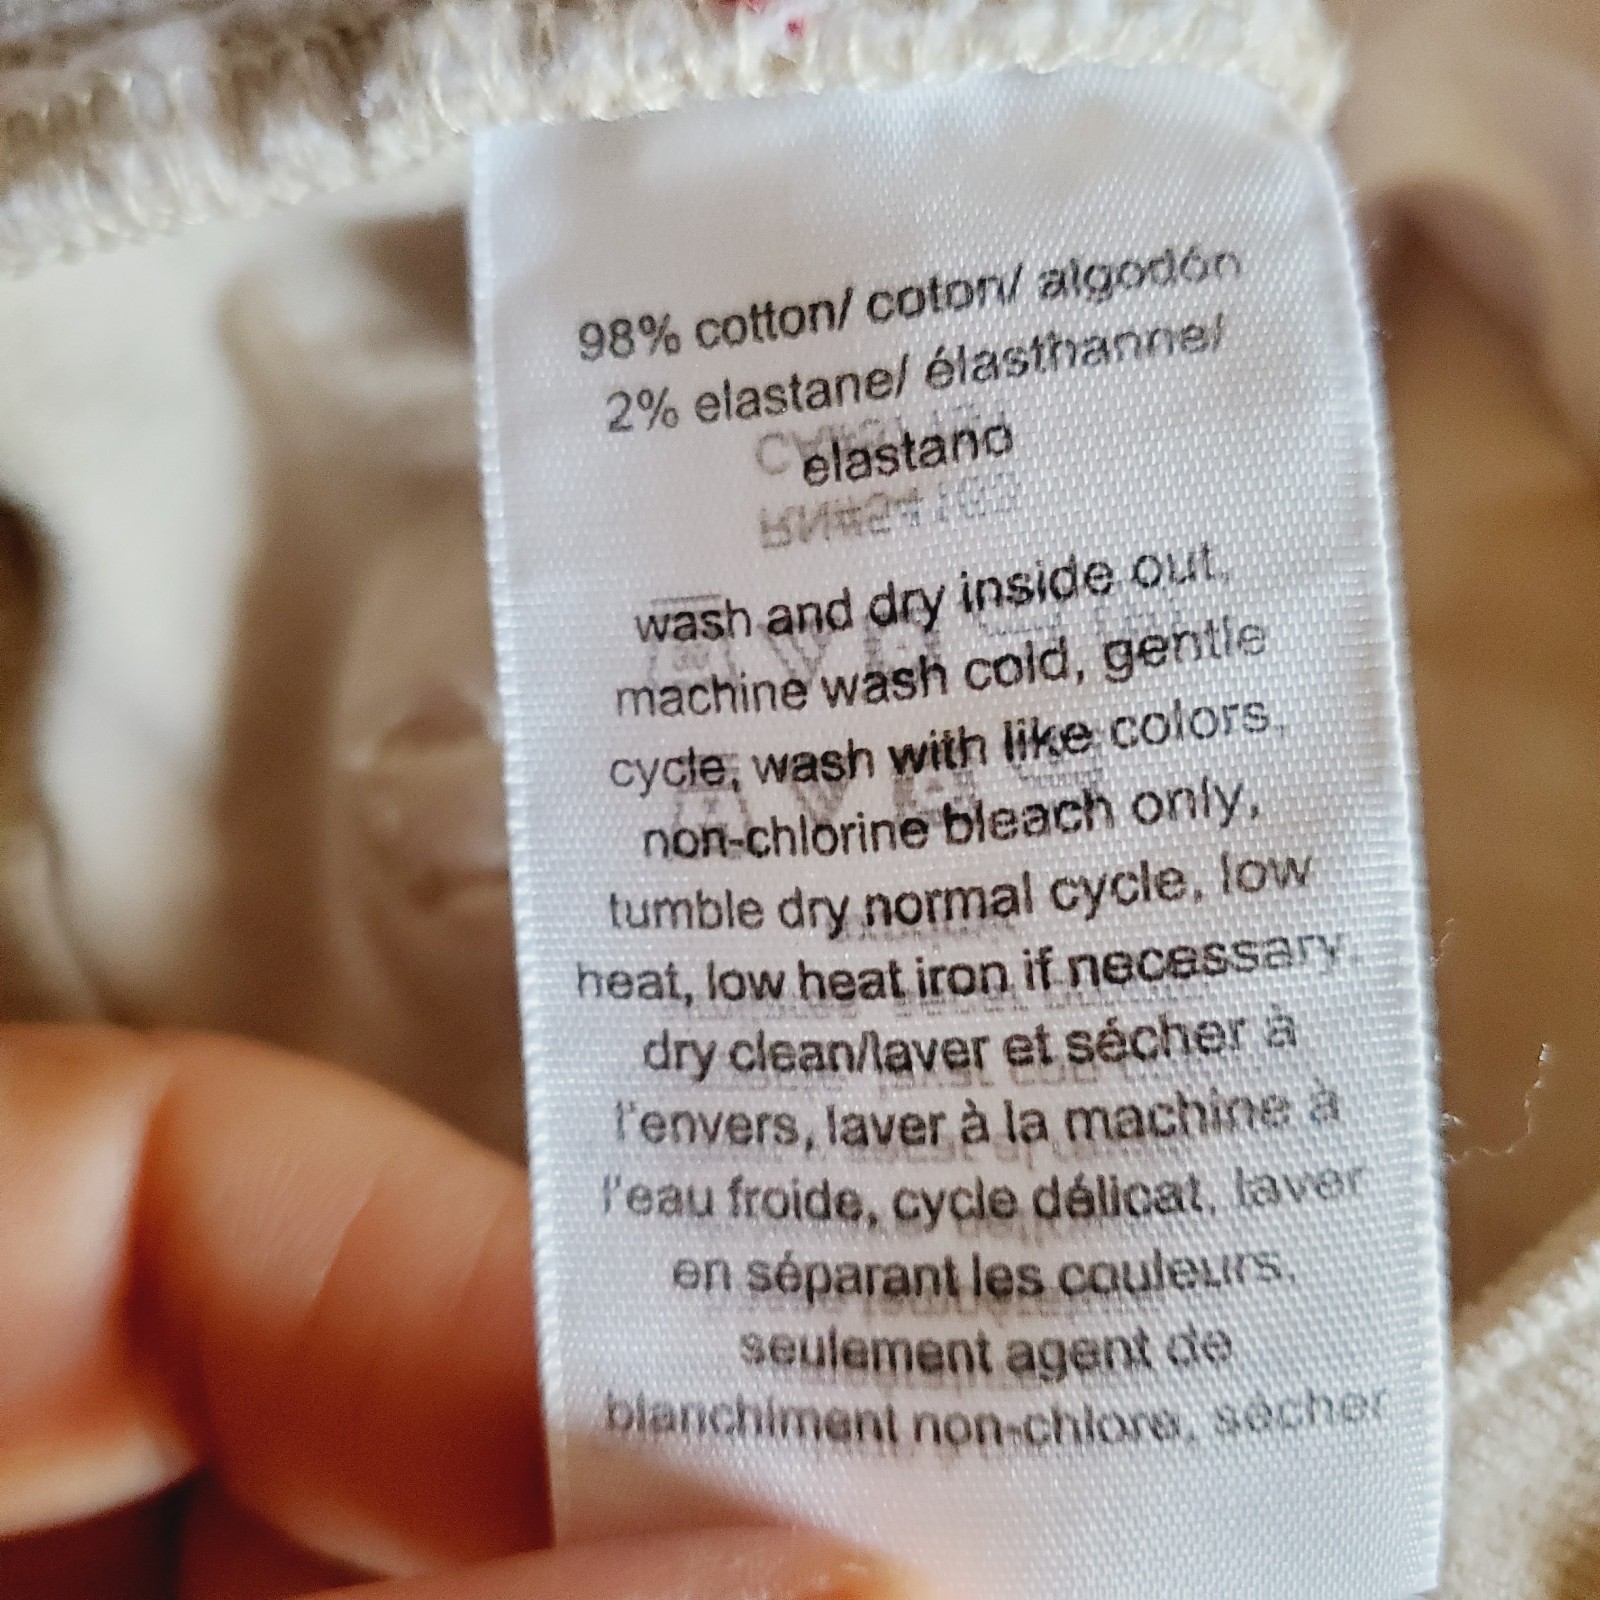 98% cotton/ coton/ algodón
2% elastane/ élasthanne/
elastano
wash and dry inside out,
machine wash cold, gentle
cycle, wash with like colors,
non-chlorine bleach only,
tumble dry normal cycle, low
heat, low heat iron if necessary.
dry clean/laver et sécher à
l'envers, laver à la machine à
l'eau froide, cycle délicat, laver
en séparant les couleurs,
seulement agent de
blanchiment non-chlore, sécher